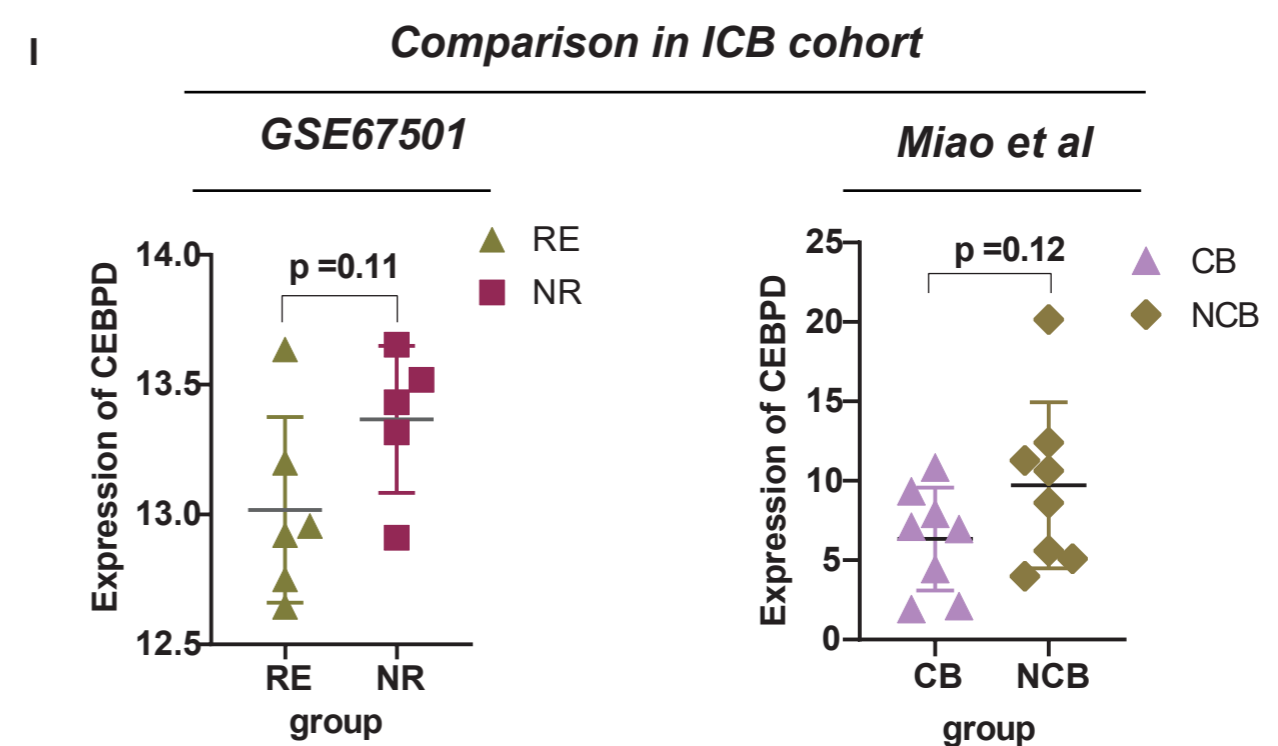 I
Comparison in ICB cohort
GSE67501
Expression of CEBPD
14.0
13.5
13.0
12.5
p =0.11
RE
NR
RE
NR
group
Miao et al
Expression of CEBPD
25
20
15
10
5
0
p =0.12
CB
NCB
CB
NCB
group